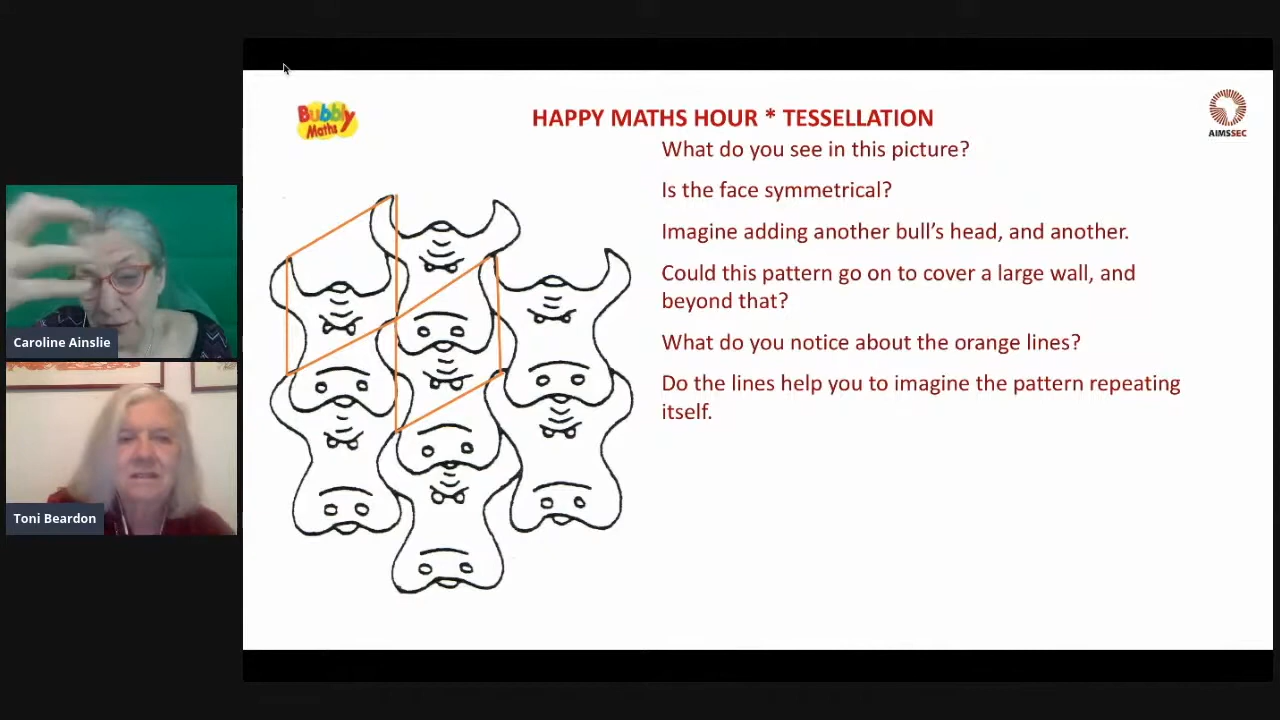 Bubbly
Maths
HAPPY MATHS HOUR * TESSELLATION
AIMSSEC
What do you see in this picture?
Is the face symmetrical?
Imagine adding another bull’s head, and another.
Could this pattern go on to cover a large wall, and
beyond that?
What do you notice about the orange lines?
Do the lines help you to imagine the pattern repeating
itself.
Caroline Ainslie
Toni Beardon